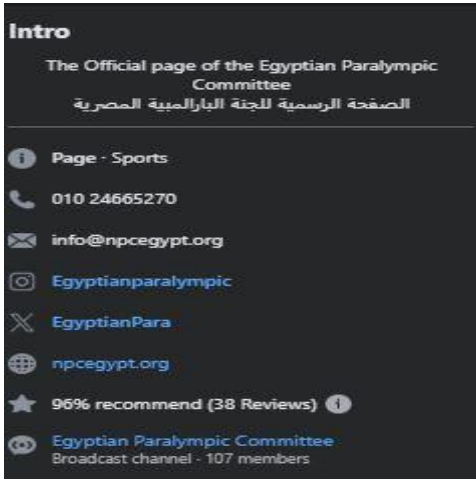 Intro
The Official page of the Egyptian Paralympic
Committee
الصفحة الرسمية للجنة البارالمبية المصرية
Page · Sports
010 24665270
info@npcegypt.org
Egyptianparalympic
EgyptianPara
npcegypt.org
96% recommend (38 Reviews)
Egyptian Paralympic Committee
Broadcast channel · 107 members